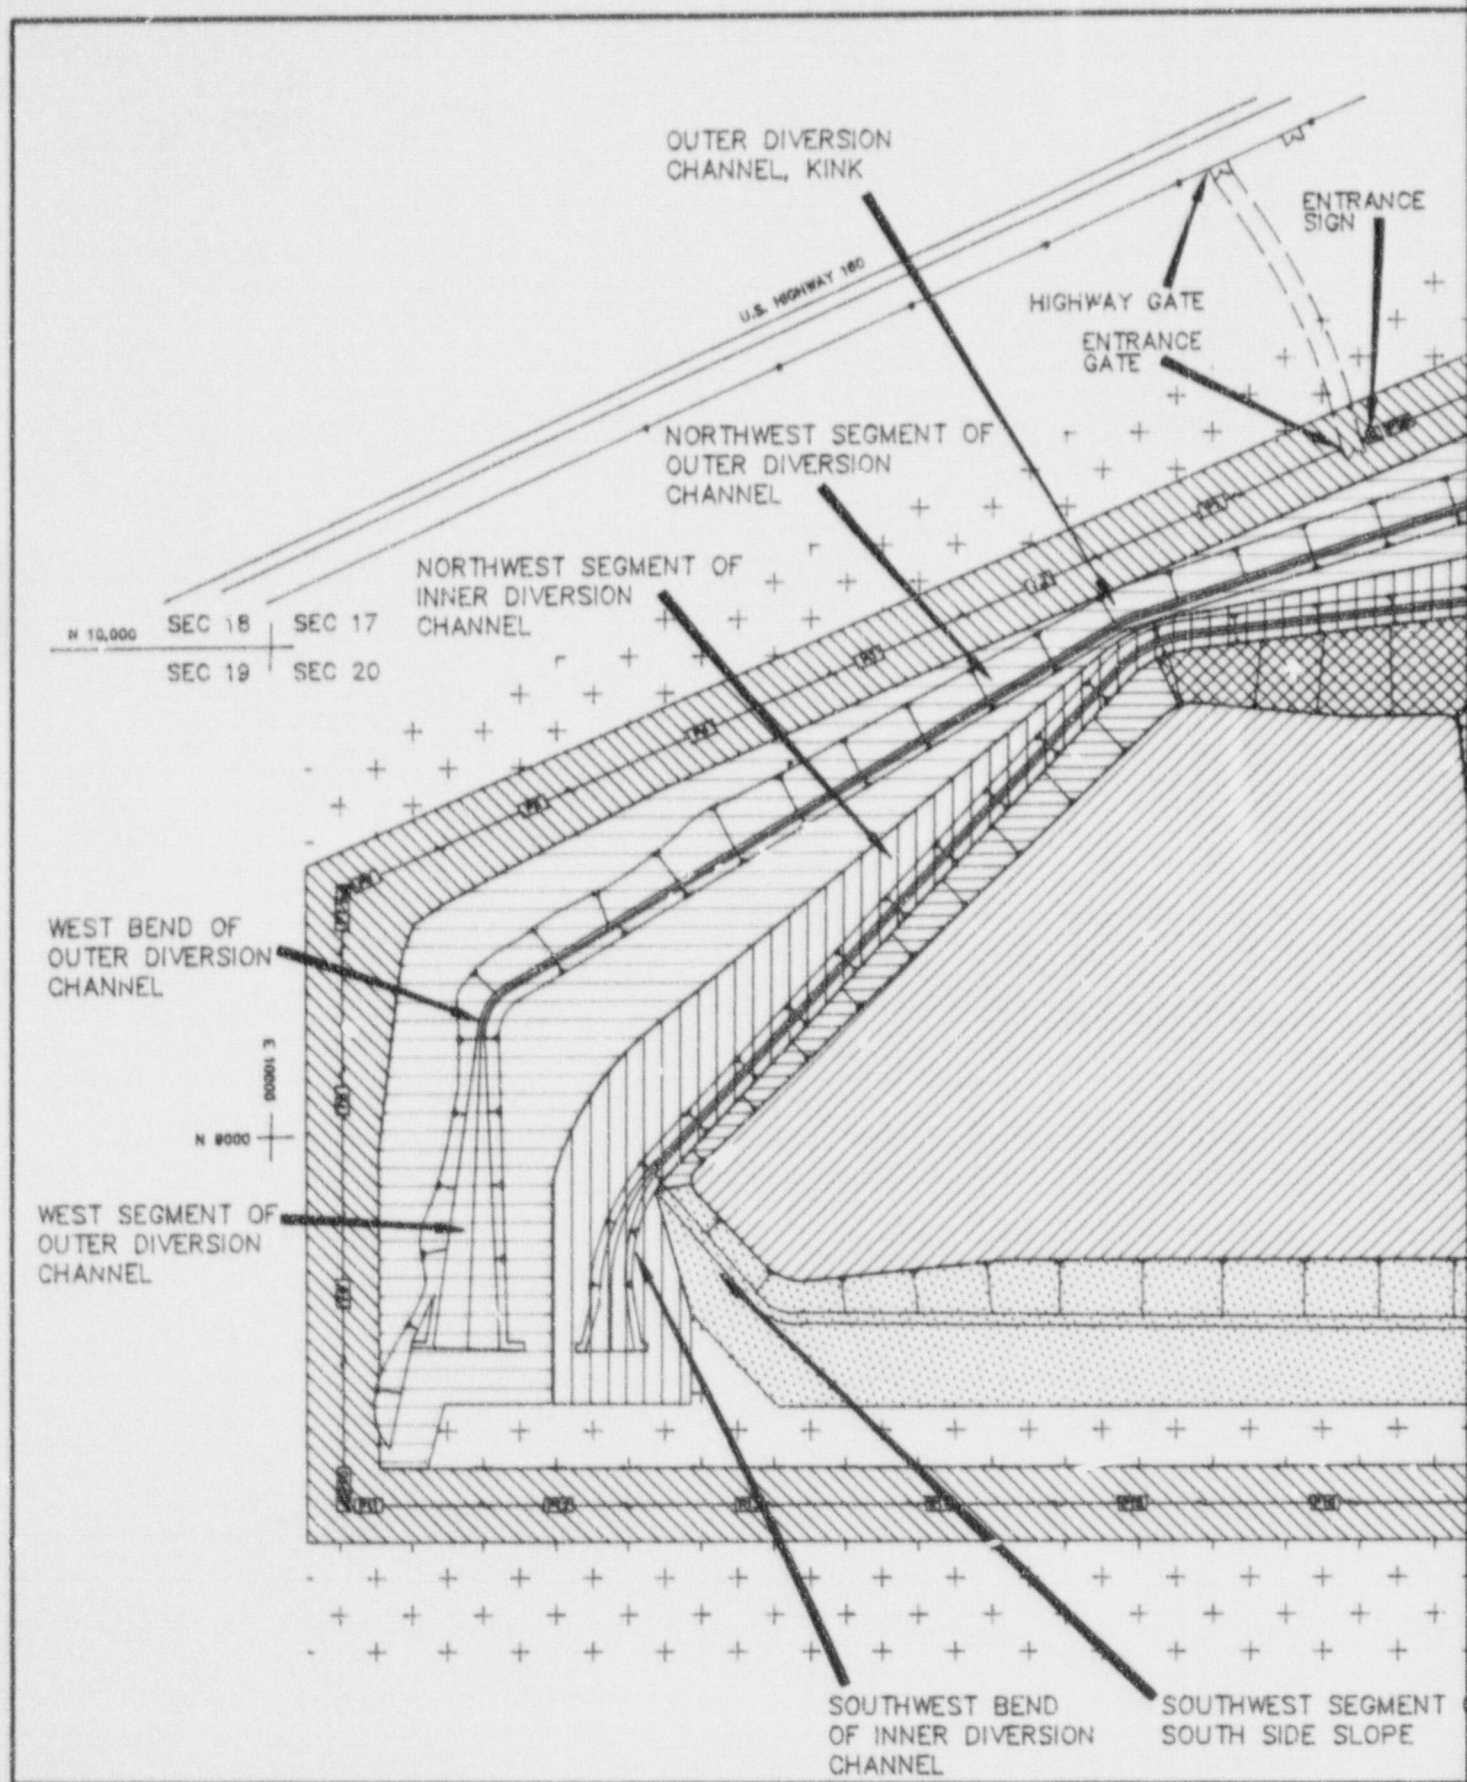 OUTER DIVERSION
CHANNEL, KINK
ENTRANCE
SIGN
U.S. HIGHWAY 160
HIGHWAY GATE
ENTRANCE
GATE
NORTHWEST SEGMENT OF
OUTER DIVERSION
CHANNEL
NORTHWEST SEGMENT OF
INNER DIVERSION
CHANNEL
N 10,000
SEC 18
SEC 17
SEC 19
SEC 20
WEST BEND OF
OUTER DIVERSION
CHANNEL
N 9000
WEST SEGMENT OF
OUTER DIVERSION
CHANNEL
SOUTHWEST BEND
OF INNER DIVERSION
CHANNEL
SOUTHWEST SEGMENT
SOUTH SIDE SLOPE